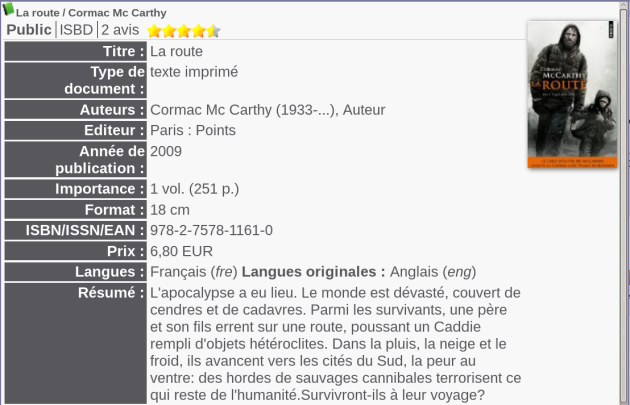 La route / Cormac Mc Carthy
Public ISBD 2 avis
Titre : La route
Type de document : texte imprimé
Auteurs : Cormac Mc Carthy (1933-...), Auteur
Editeur : Paris : Points
Année de publication : 2009
Importance : 1 vol. (251 p.)
Format : 18 cm
ISBN/ISSN/EAN : 978-2-7578-1161-0
Prix : 6,80 EUR
Langues : Français (fre) Langues originales : Anglais (eng)
Résumé : L'apocalypse a eu lieu. Le monde est dévasté, couvert de
cendres et de cadavres. Parmi les survivants, une père
et son fils errent sur une route, poussant un Caddie
rempli d'objets hétéroclites. Dans la pluie, la neige et le
froid, ils avancent vers les cités du Sud, la peur au
ventre: des hordes de sauvages cannibales terrorisent ce
qui reste de l'humanité.Survivront-ils à leur voyage?
CORMAC
McCARTHY
LA ROUTE